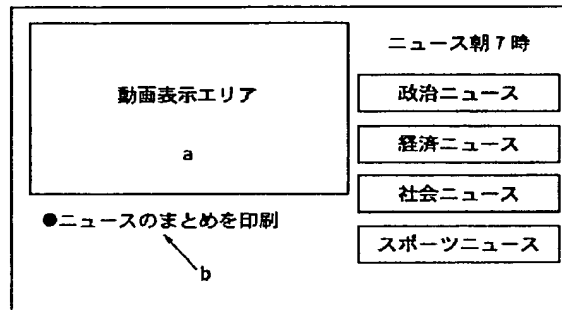 動画表示エリア
a
●ニュースのまとめを印刷
b
ニュース朝7時
政治ニュース
経済ニュース
社会ニュース
スポーツニュース